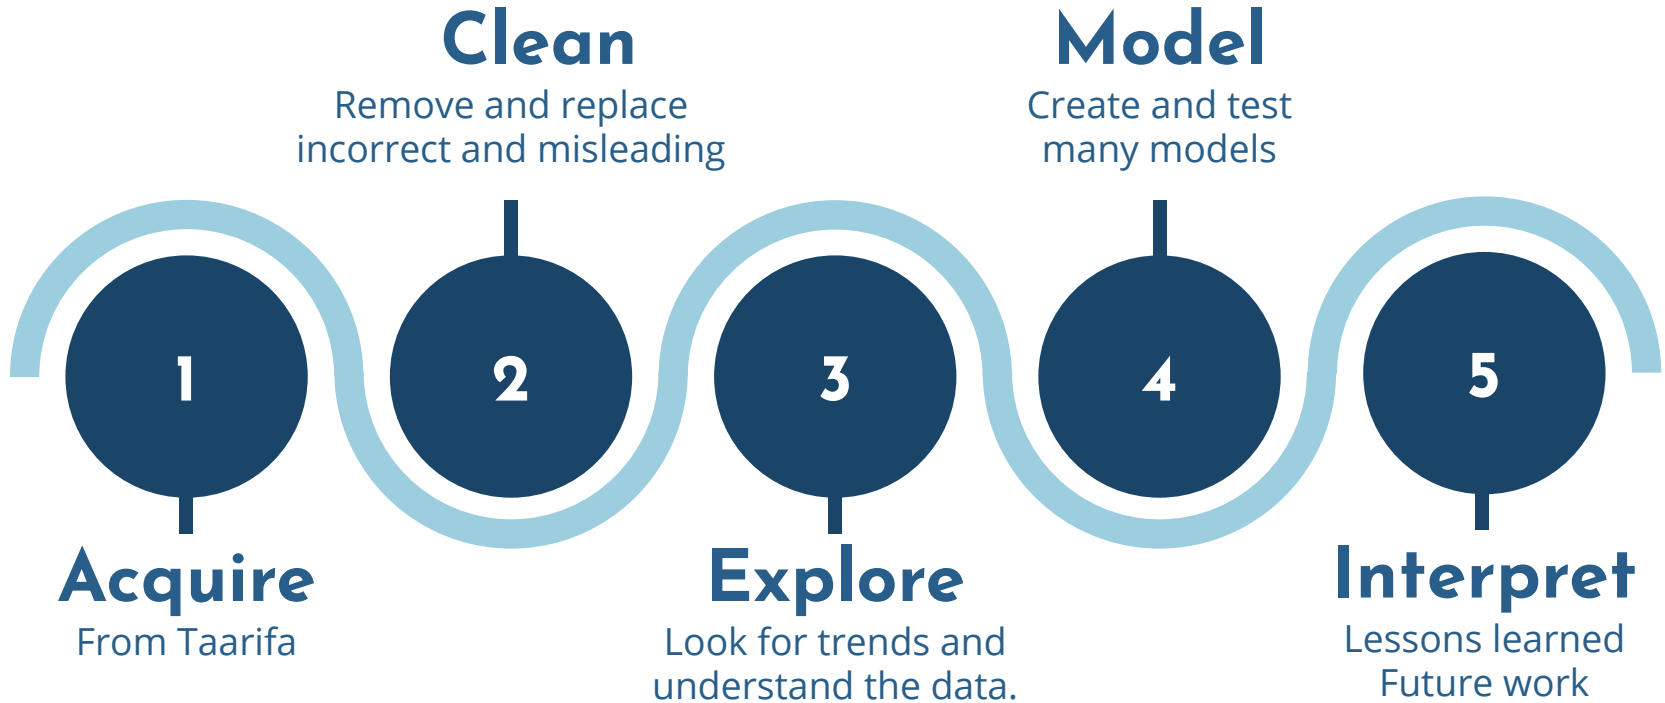 1
Acquire
From Taarifa
Clean
Remove and replace
incorrect and misleading
2
3
Explore
Look for trends and
understand the data.
Model
Create and test
many models
4
5
Interpret
Lessons learned
Future work